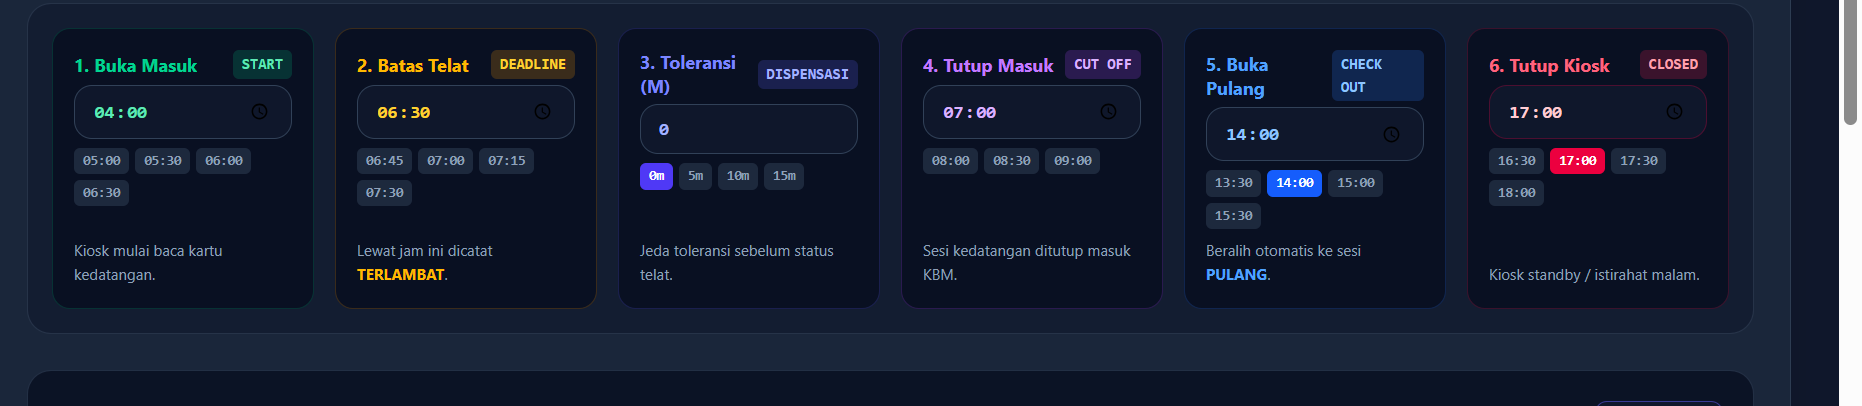 1. Buka Masuk START
04:00
05:00 05:30 06:00
06:30
Kiosk mulai baca kartu
kedatangan.
2. Batas Telat DEADLINE
06:30
06:45 07:00 07:15
07:30
Lewat jam ini dicatat
TERLAMBAT.
3. Toleransi
(M)
DISPENSASI
0
0m 5m 10m 15m
Jeda toleransi sebelum status
telat.
4. Tutup Masuk CUT OFF
07:00
08:00 08:30 09:00
Sesi kedatangan ditutup masuk
KBM.
5. Buka
Pulang
CHECK
OUT
14:00
13:30 14:00 15:00
15:30
Beralih otomatis ke sesi
PULANG.
6. Tutup Kiosk CLOSED
17:00
16:30 17:00 17:30
18:00
Kiosk standby / istirahat malam.